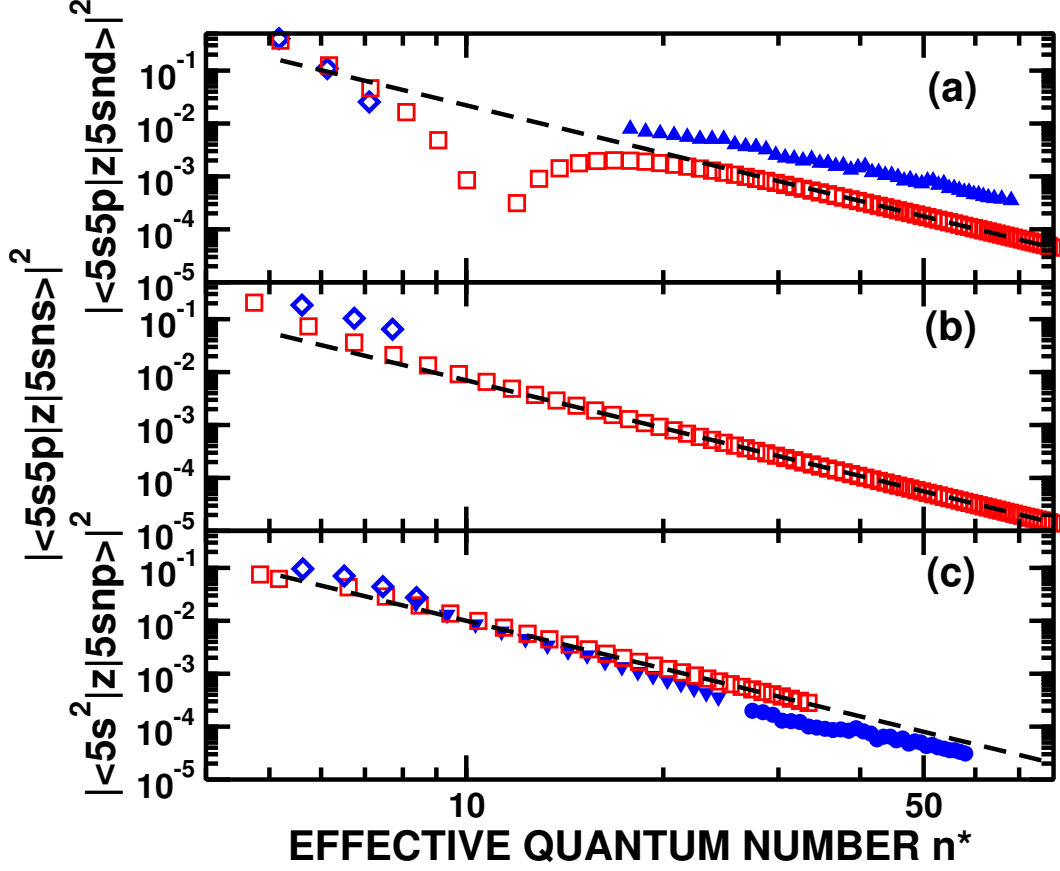 |<5s5p|z|5snd>|²
10⁻¹
10⁻²
10⁻³
10⁻⁴
10⁻⁵
(a)
|<5s5p|z|5sns>|²
10⁻¹
10⁻²
10⁻³
10⁻⁴
10⁻⁵
(b)
|<5s²|z|5snp>|²
10⁻¹
10⁻²
10⁻³
10⁻⁴
10⁻⁵
(c)
10 50
EFFECTIVE QUANTUM NUMBER n*